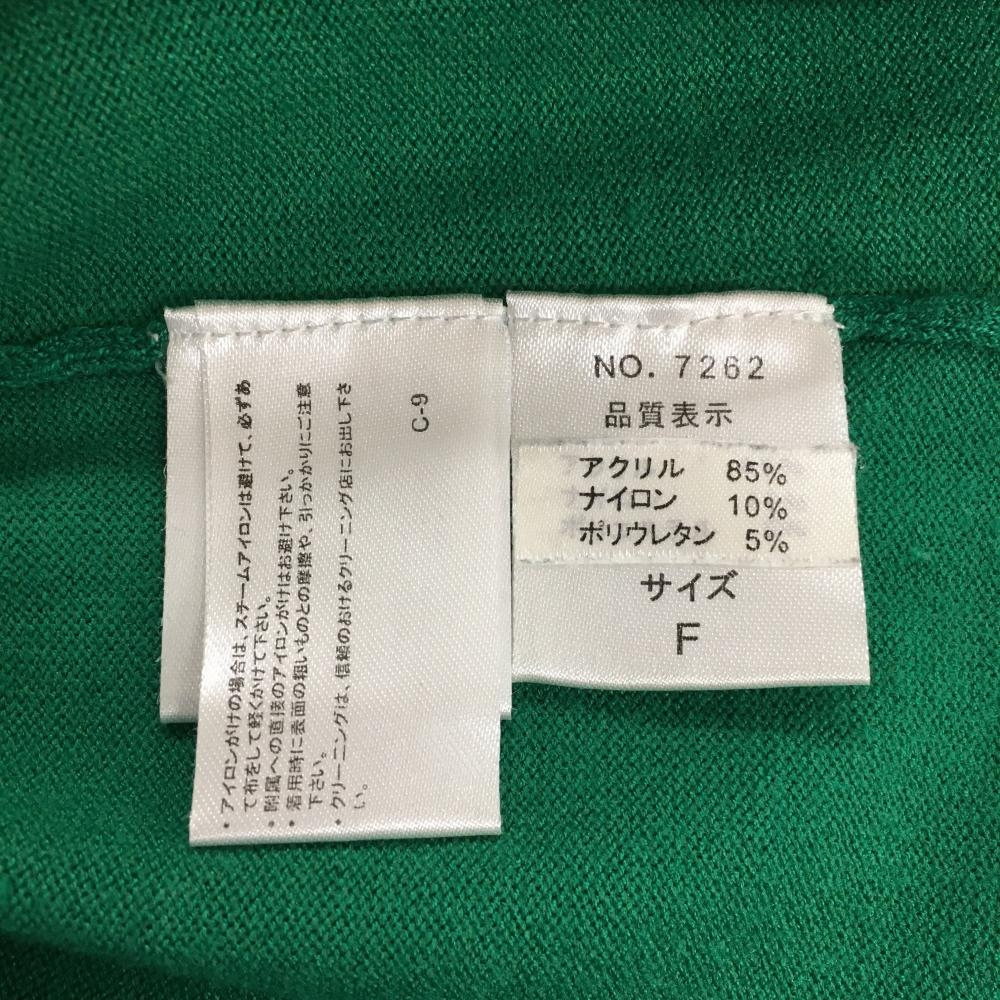 ・アイロンがけの場合は、スチームアイロンは避けて、必ずあ
て布をして軽くかけて下さい。
・附属への直接のアイロンがけはお避け下さい。
・着用時に表面の粗いものとの摩擦や、引っかかりにご注意
下さい。
・クリーニングは、信頼のおけるクリーニング店にお出し下さ
い。
C-9
NO. 7262
品質表示
アクリル 85%
ナイロン 10%
ポリウレタン 5%
サイズ
F